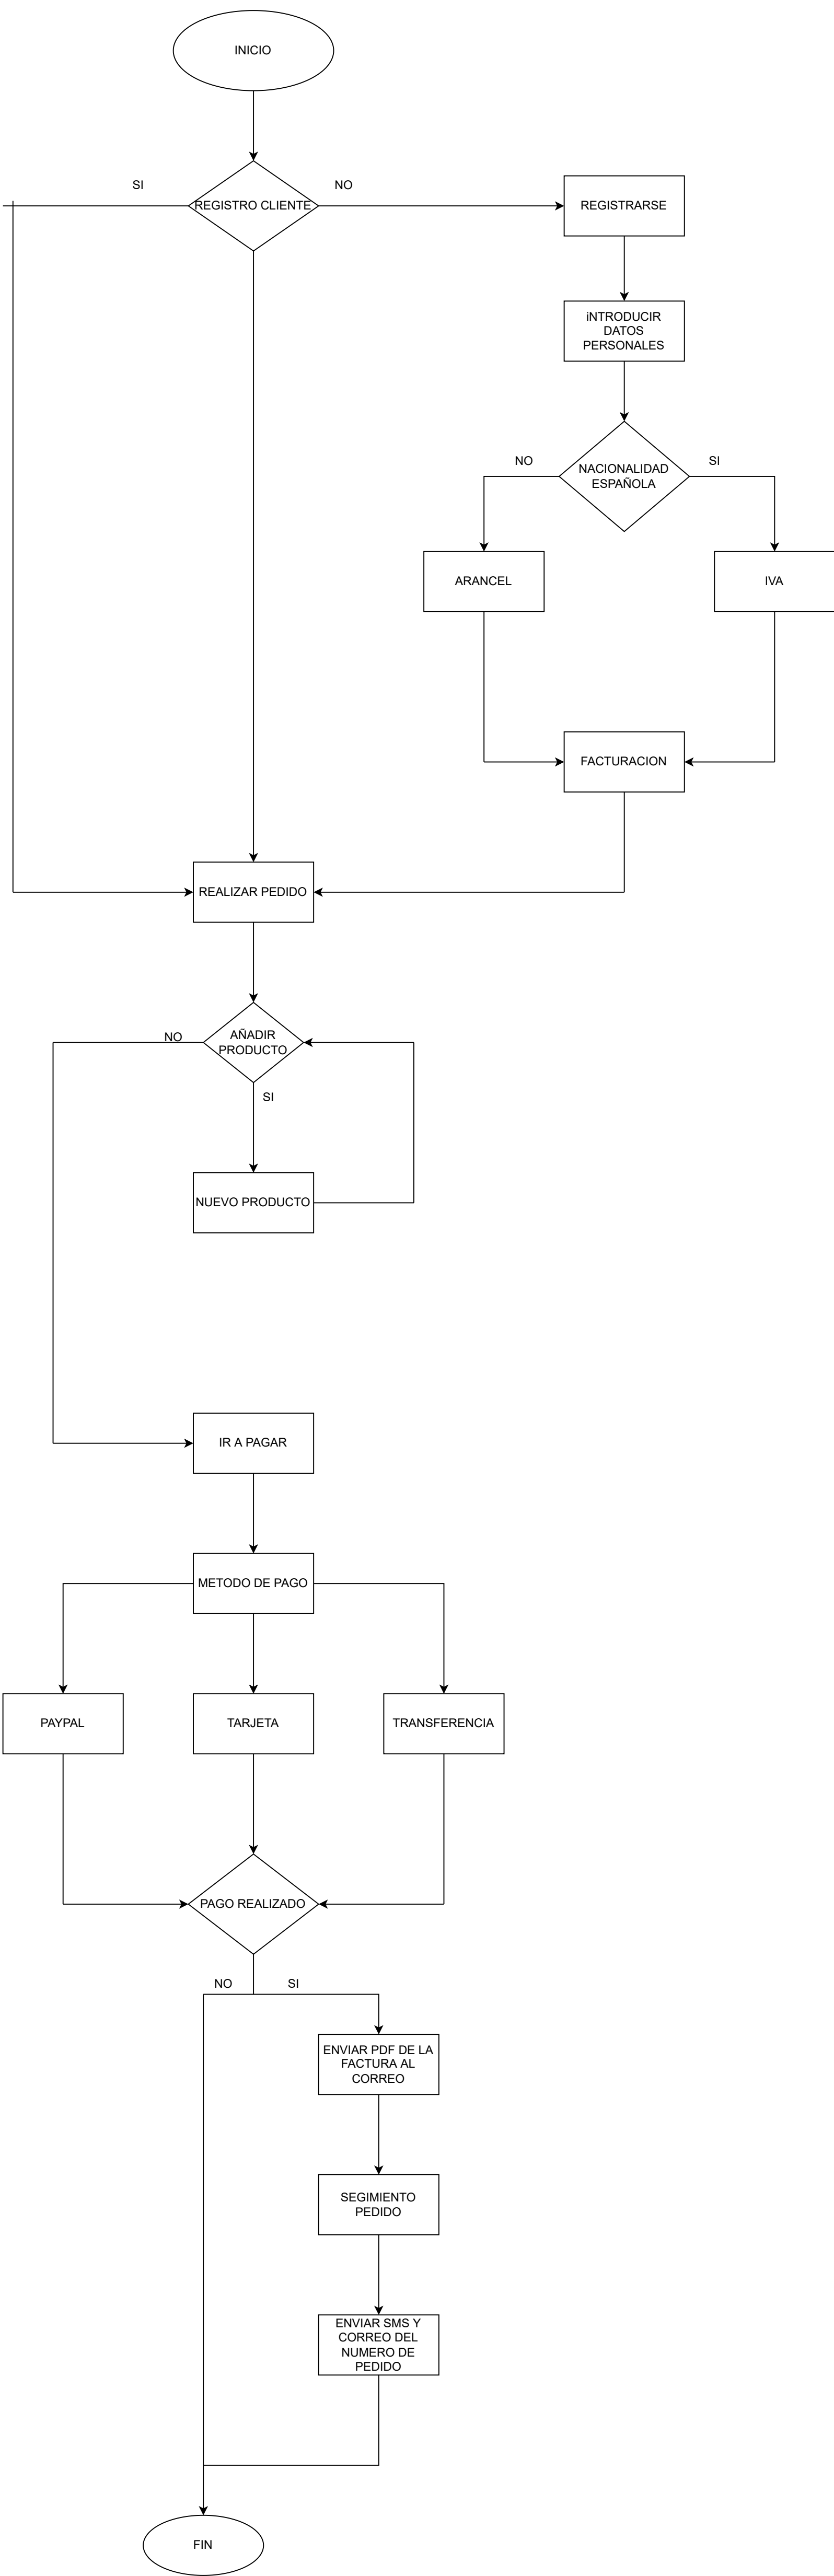 INICIO
SI
REGISTRO CLIENTE
NO
REGISTRARSE
iNTRODUCIR
DATOS
PERSONALES
NO
NACIONALIDAD
ESPAÑOLA
SI
ARANCEL
IVA
FACTURACION
REALIZAR PEDIDO
NO
AÑADIR
PRODUCTO
SI
NUEVO PRODUCTO
IR A PAGAR
METODO DE PAGO
PAYPAL
TARJETA
TRANSFERENCIA
PAGO REALIZADO
NO
SI
ENVIAR PDF DE LA
FACTURA AL
CORREO
SEGIMIENTO
PEDIDO
ENVIAR SMS Y
CORREO DEL
NUMERO DE
PEDIDO
FIN